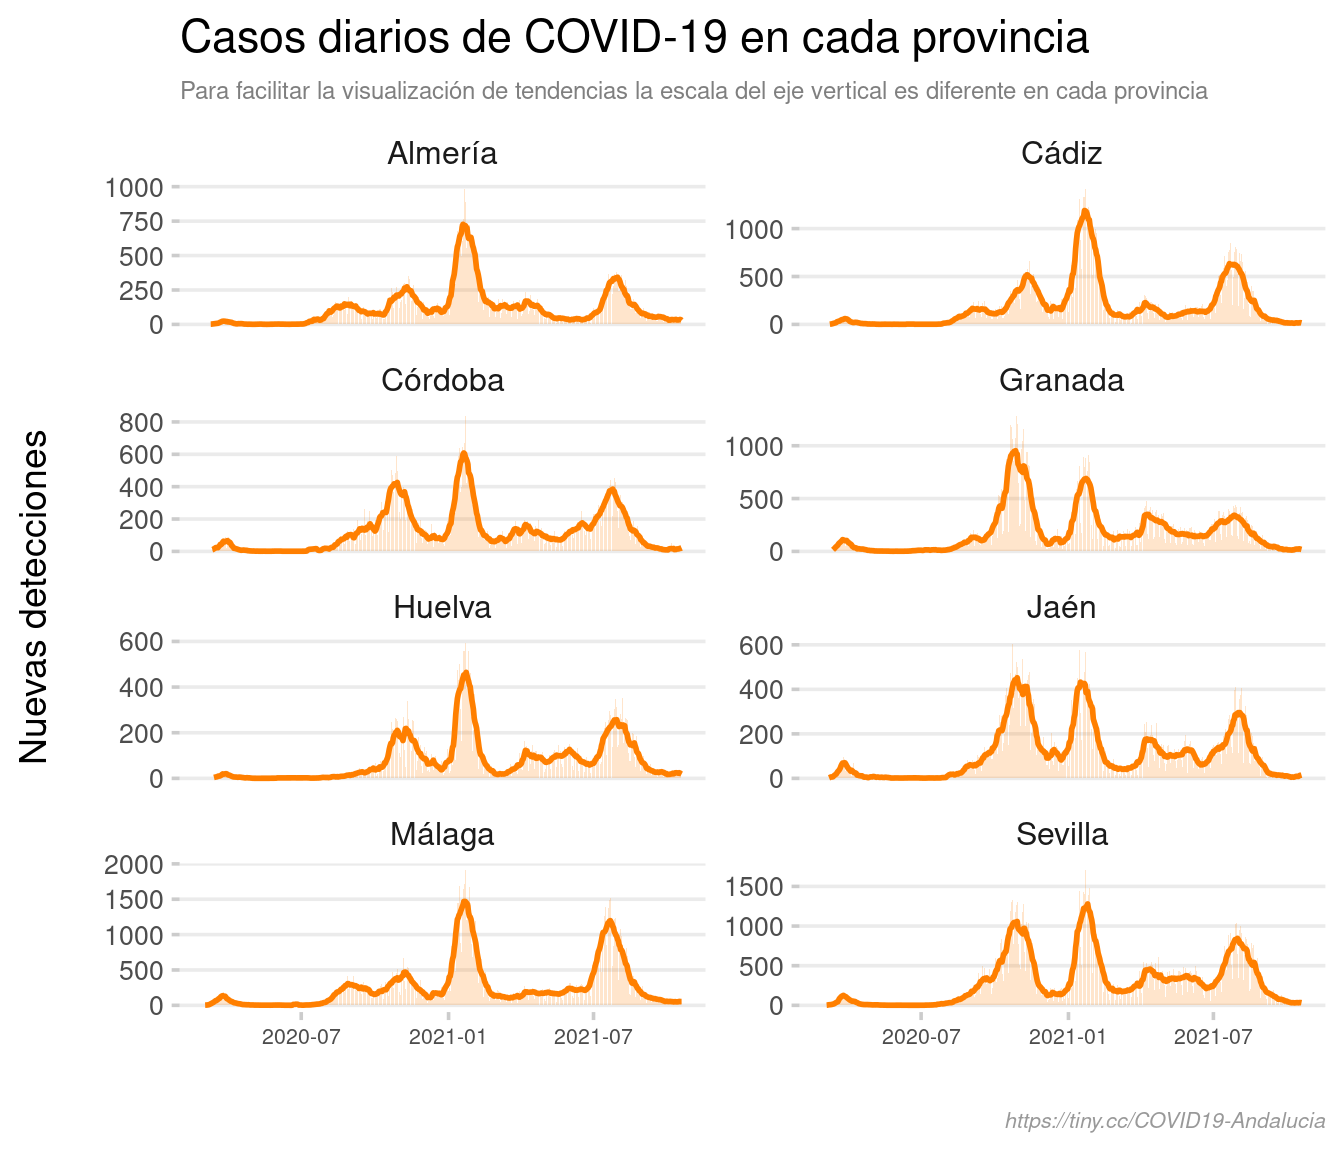 Casos diarios de COVID-19 en cada provincia
Para facilitar la visualización de tendencias la escala del eje vertical es diferente en cada provincia
Nuevas detecciones
Almería
1000
750
500
250
0
Cádiz
1000
500
0
Córdoba
800
600
400
200
0
Granada
1000
500
0
Huelva
600
400
200
0
Jaén
600
400
200
0
Málaga
2000
1500
1000
500
0
2020-07 2021-01 2021-07
Sevilla
1500
1000
500
0
2020-07 2021-01 2021-07
https://tiny.cc/COVID19-Andalucia